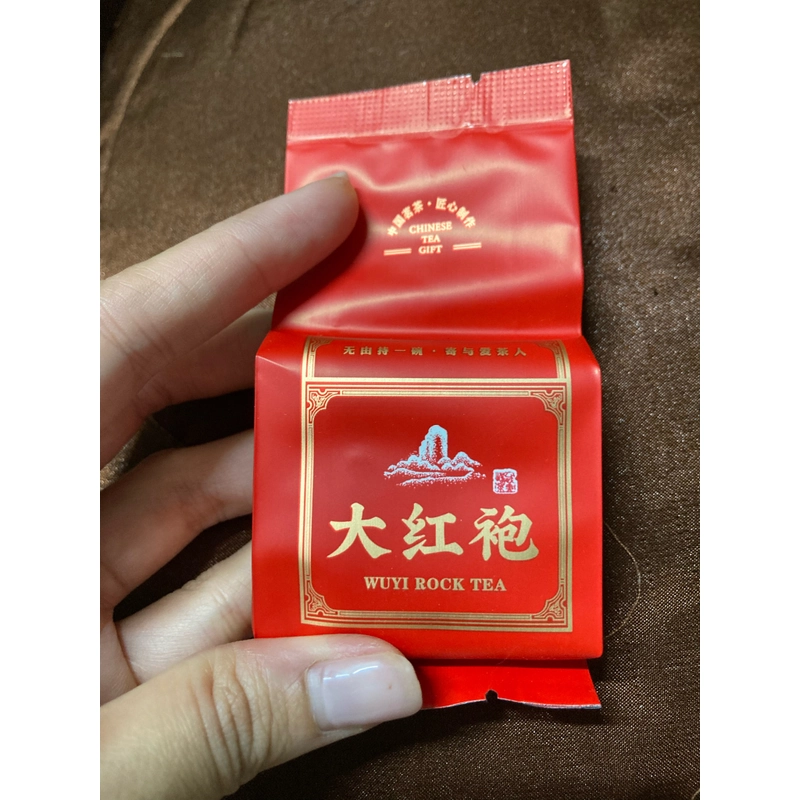 中国茗茶·匠心制作
CHINESE
TEA
GIFT
无由持一碗·寄与爱茶人
大红袍
WUYI ROCK TEA